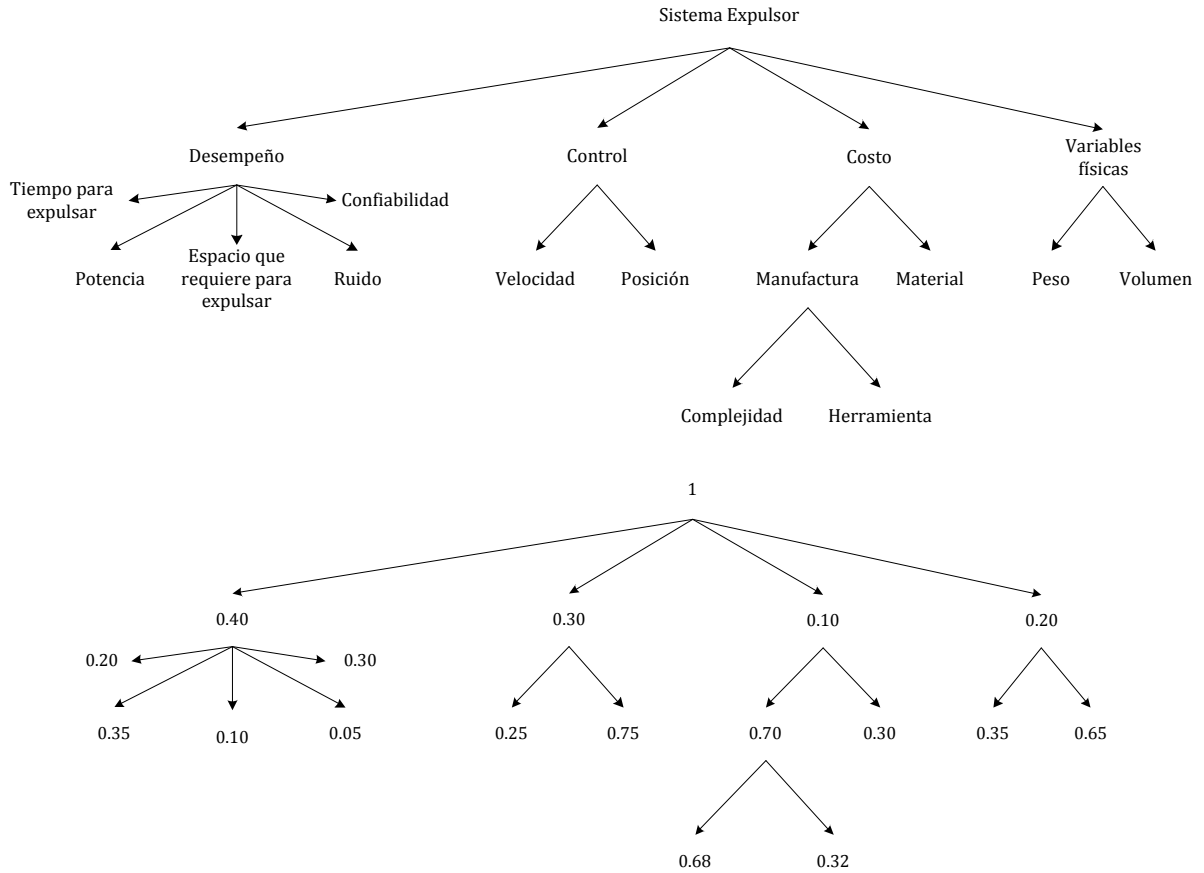 Sistema Expulsor
Desempeño
Control
Costo
Variables
físicas
Tiempo para
expulsar
Confiabilidad
Potencia
Espacio que
requiere para
expulsar
Ruido
Velocidad
Posición
Manufactura
Material
Peso
Volumen
Complejidad
Herramienta
1
0.40
0.30
0.10
0.20
0.20
0.30
0.35
0.10
0.05
0.25
0.75
0.70
0.30
0.35
0.65
0.68
0.32